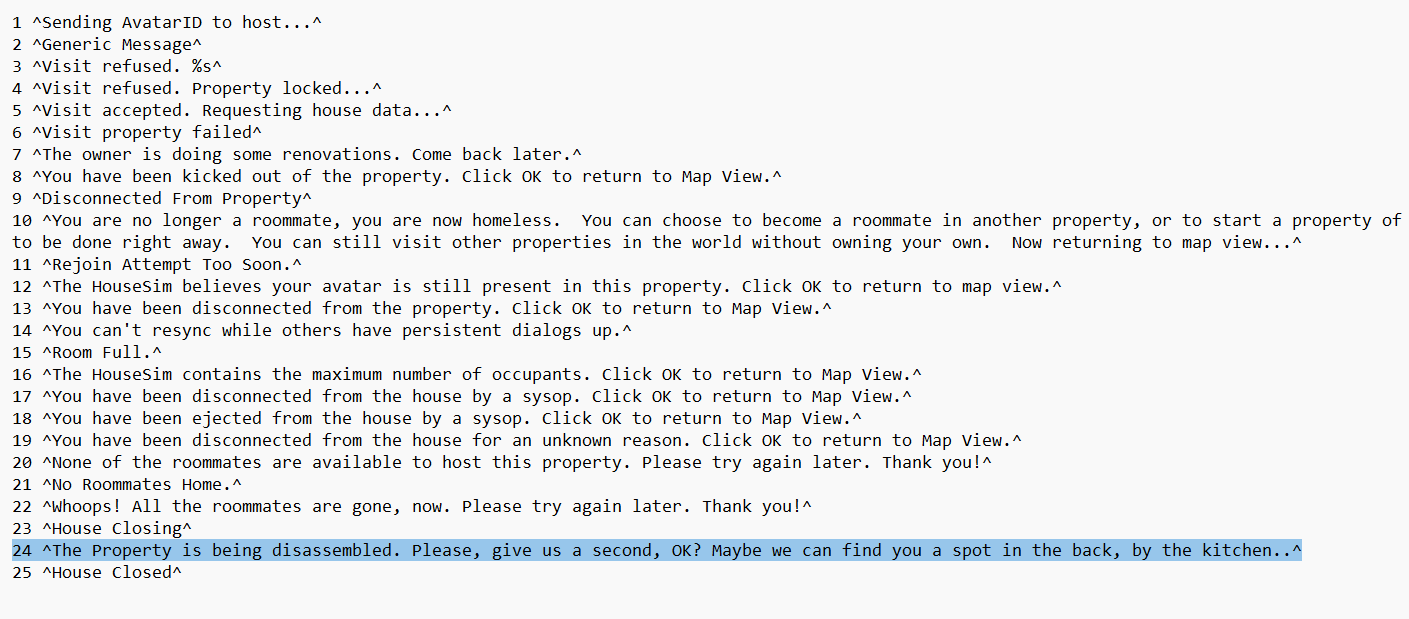 1 ^Sending AvatarID to host...^
2 ^Generic Message^
3 ^Visit refused. %s^
4 ^Visit refused. Property locked...^
5 ^Visit accepted. Requesting house data...^
6 ^Visit property failed^
7 ^The owner is doing some renovations. Come back later.^
8 ^You have been kicked out of the property. Click OK to return to Map View.^
9 ^Disconnected From Property^
10 ^You are no longer a roommate, you are now homeless.  You can choose to become a roommate in another property, or to start a property of
to be done right away.  You can still visit other properties in the world without owning your own.  Now returning to map view...^
11 ^Rejoin Attempt Too Soon.^
12 ^The HouseSim believes your avatar is still present in this property. Click OK to return to map view.^
13 ^You have been disconnected from the property. Click OK to return to Map View.^
14 ^You can't resync while others have persistent dialogs up.^
15 ^Room Full.^
16 ^The HouseSim contains the maximum number of occupants. Click OK to return to Map View.^
17 ^You have been disconnected from the house by a sysop. Click OK to return to Map View.^
18 ^You have been ejected from the house by a sysop. Click OK to return to Map View.^
19 ^You have been disconnected from the house for an unknown reason. Click OK to return to Map View.^
20 ^None of the roommates are available to host this property. Please try again later. Thank you!^
21 ^No Roommates Home.^
22 ^Whoops! All the roommates are gone, now. Please try again later. Thank you!^
23 ^House Closing^
24 ^The Property is being disassembled. Please, give us a second, OK? Maybe we can find you a spot in the back, by the kitchen..^
25 ^House Closed^